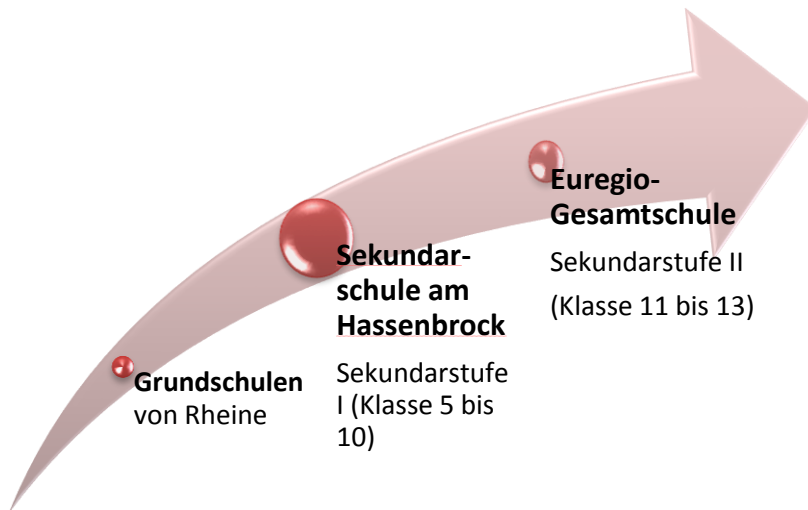 Grundschulen
von Rheine
Sekundar-
schule am
Hassenbrock
Sekundarstufe
I (Klasse 5 bis
10)
Euregio-
Gesamtschule
Sekundarstufe II
(Klasse 11 bis 13)